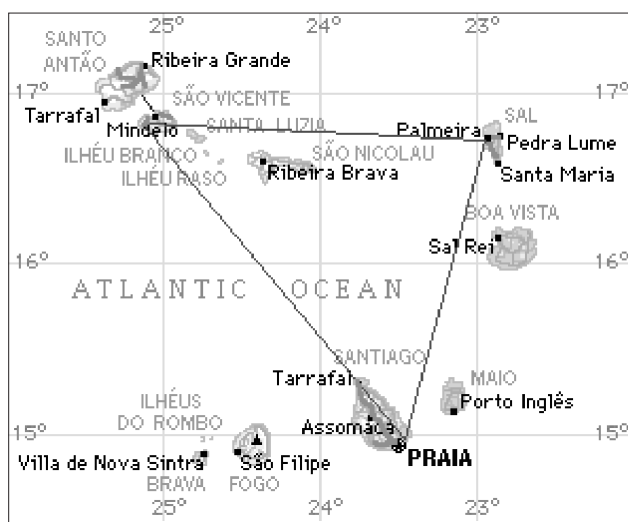 25° 24° 23°
SANTO
ANTÃO
Ribeira Grande
17° 17°
Tarrafal
SÃO VICENTE
Mindelo
SANTA LUZIA
SAL
Palmeira
Pedra Lume
ILHÉU BRANCO
SÃO NICOLAU
ILHÉU RASO
Ribeira Brava
Santa Maria
BOA VISTA
Sal Rei
16° 16°
ATLANTIC OCEAN
SANTIAGO
Tarrafal
MAIO
Porto Inglês
ILHÉUS
DO ROMBO
Assomada
15° 15°
PRAIA
Villa de Nova Sintra
São Filipe
BRAVA
FOGO
25° 24° 23°